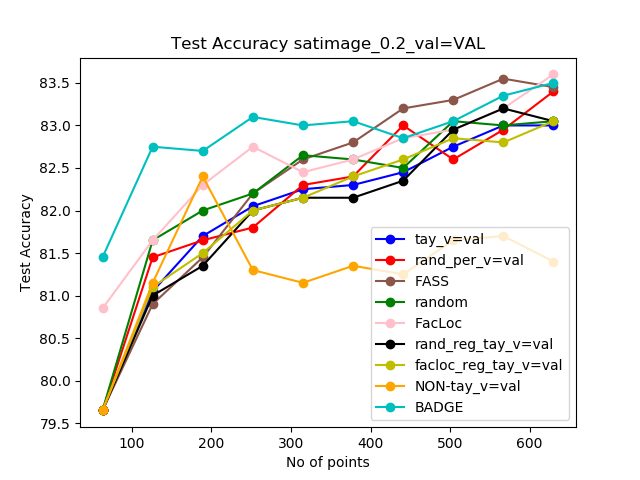 Test Accuracy satimage_0.2_val=VAL
Test Accuracy
83.5
83.0
82.5
82.0
81.5
81.0
80.5
80.0
79.5
100
200
300
400
500
600
No of points
tay_v=val
rand_per_v=val
FASS
random
FacLoc
rand_reg_tay_v=val
facloc_reg_tay_v=val
NON-tay_v=val
BADGE